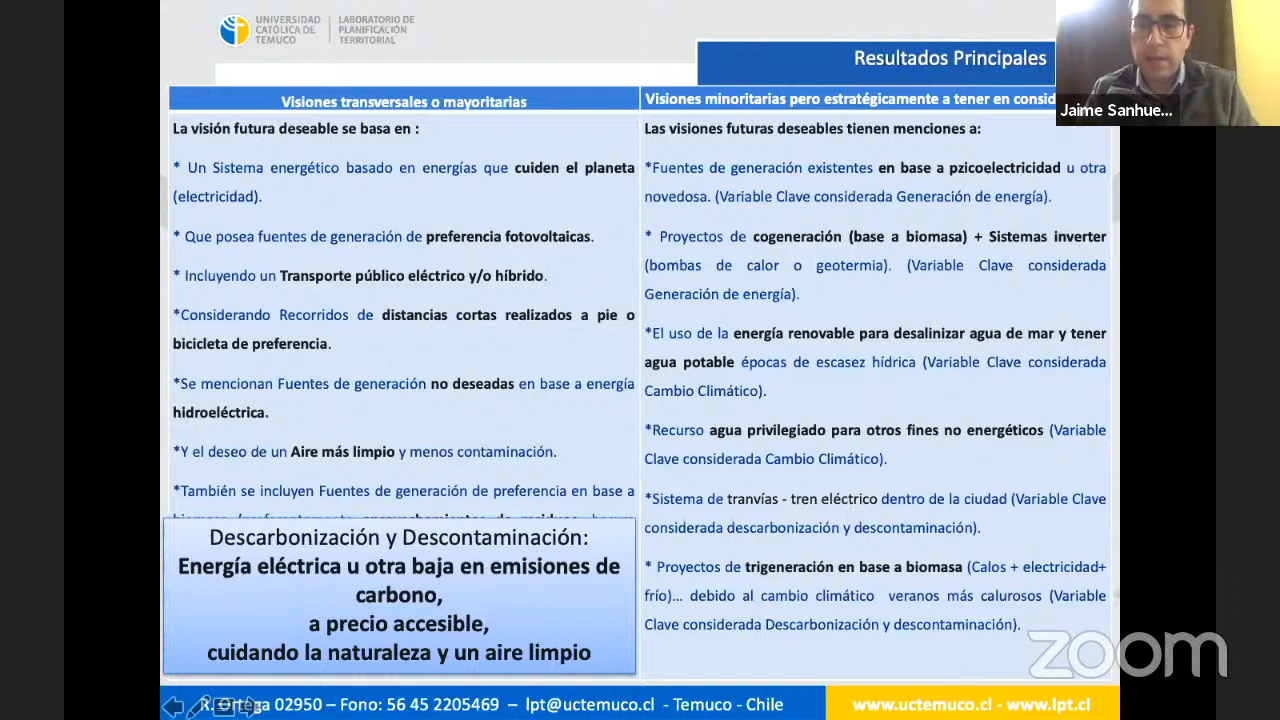 UNIVERSIDAD
CATÓLICA DE
TEMUCO
LABORATORIO DE
PLANIFICACIÓN
TERRITORIAL
Resultados Principales
Jaime Sanhue...
Visiones transversales o mayoritarias
La visión futura deseable se basa en :
* Un Sistema energético basado en energías que cuiden el planeta
(electricidad).
* Que posea fuentes de generación de preferencia fotovoltaicas.
* Incluyendo un Transporte público eléctrico y/o híbrido.
*Considerando Recorridos de distancias cortas realizados a pie o
bicicleta de preferencia.
*Se mencionan Fuentes de generación no deseadas en base a energía
hidroeléctrica.
*Y el deseo de un Aire más limpio y menos contaminación.
*También se incluyen Fuentes de generación de preferencia en base a
Descarbonización y Descontaminación:
Energía eléctrica u otra baja en emisiones de
carbono,
a precio accesible,
cuidando la naturaleza y un aire limpio
Visiones minoritarias pero estratégicamente a tener en consid
Las visiones futuras deseables tienen menciones a:
*Fuentes de generación existentes en base a pzicoelectricidad u otra
novedosa. (Variable Clave considerada Generación de energía).
* Proyectos de cogeneración (base a biomasa) + Sistemas inverter
(bombas de calor o geotermia). (Variable Clave considerada
Generación de energía).
*El uso de la energía renovable para desalinizar agua de mar y tener
agua potable épocas de escasez hídrica (Variable Clave considerada
Cambio Climático).
*Recurso agua privilegiado para otros fines no energéticos (Variable
Clave considerada Cambio Climático).
*Sistema de tranvías - tren eléctrico dentro de la ciudad (Variable Clave
considerada descarbonización y descontaminación).
* Proyectos de trigeneración en base a biomasa (Calos + electricidad+
frío)... debido al cambio climático veranos más calurosos (Variable
Clave considerada Descarbonización y descontaminación).
zoom
R. Ortega 02950 – Fono: 56 45 2205469 – lpt@uctemuco.cl - Temuco - Chile
www.uctemuco.cl - www.lpt.cl